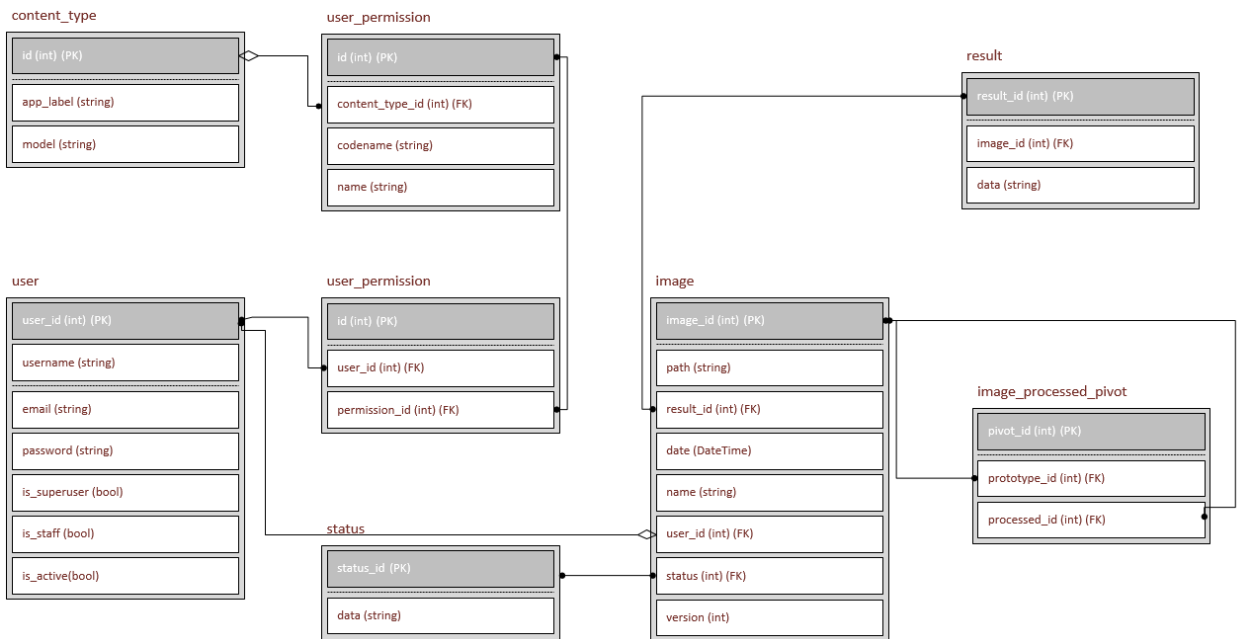 content_type
id (int) (PK)
app_label (string)
model (string)
user_permission
id (int) (PK)
content_type_id (int) (FK)
codename (string)
name (string)
result
result_id (int) (PK)
image_id (int) (FK)
data (string)
user
user_id (int) (PK)
username (string)
email (string)
password (string)
is_superuser (bool)
is_staff (bool)
is_active(bool)
user_permission
id (int) (PK)
user_id (int) (FK)
permission_id (int) (FK)
status
status_id (PK)
data (string)
image
image_id (int) (PK)
path (string)
result_id (int) (FK)
date (DateTime)
name (string)
user_id (int) (FK)
status (int) (FK)
version (int)
image_processed_pivot
pivot_id (int) (PK)
prototype_id (int) (FK)
processed_id (int) (FK)